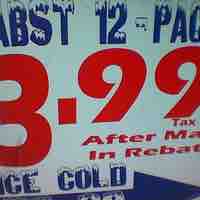 ABST 12-PAC
3.99
Tax
After Ma
In Rebat
ICE COLD